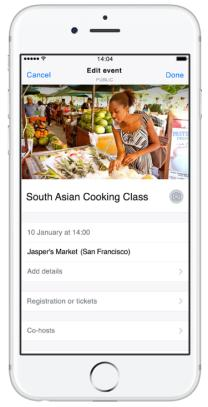 14:04
Cancel
Edit event
Done
PUBLIC
South Asian Cooking Class
10 January at 14:00
Jasper's Market (San Francisco)
Add details
Registration or tickets
Co-hosts